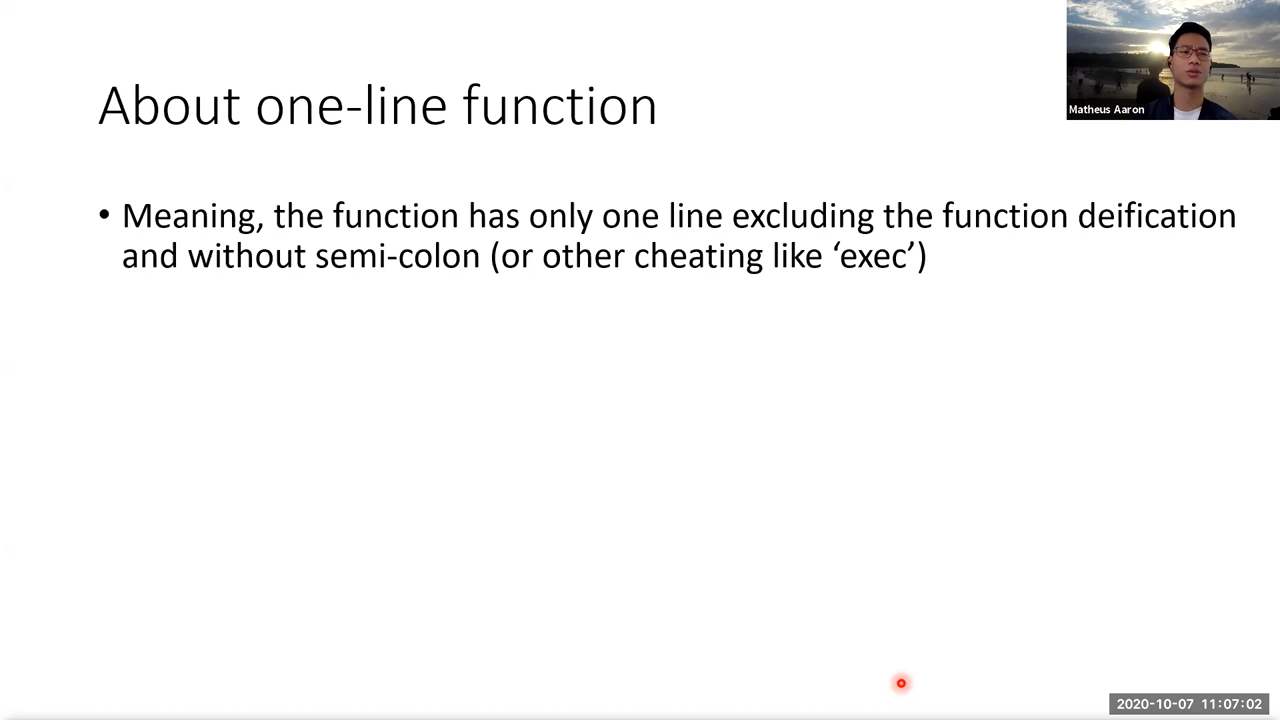 About one-line function
Matheus Aaron
• Meaning, the function has only one line excluding the function deification
and without semi-colon (or other cheating like ‘exec’)
2020-10-07 11:07:02